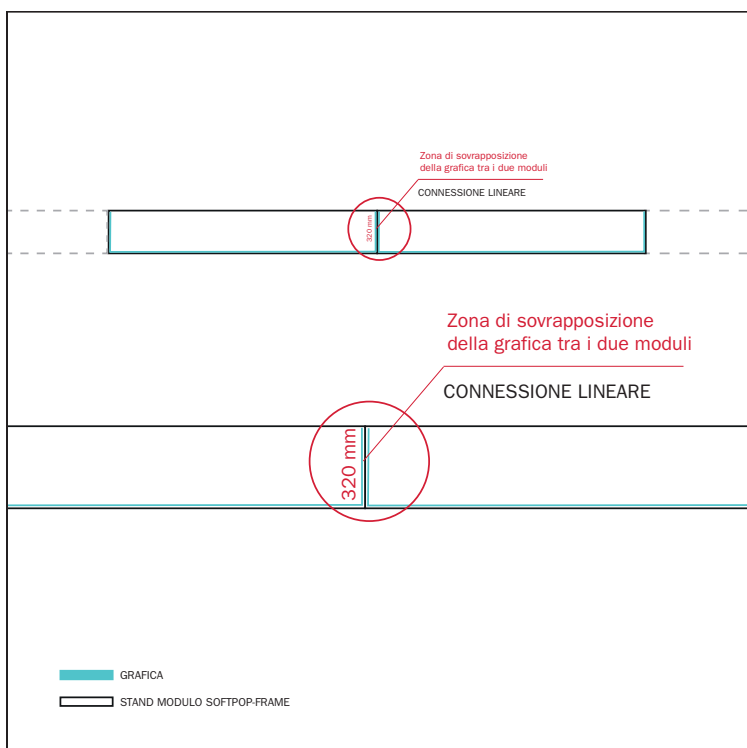 Zona di sovrapposizione
della grafica tra i due moduli
CONNESSIONE LINEARE
320 mm
Zona di sovrapposizione
della grafica tra i due moduli
CONNESSIONE LINEARE
320 mm
GRAFICA
STAND MODULO SOFTPOP-FRAME